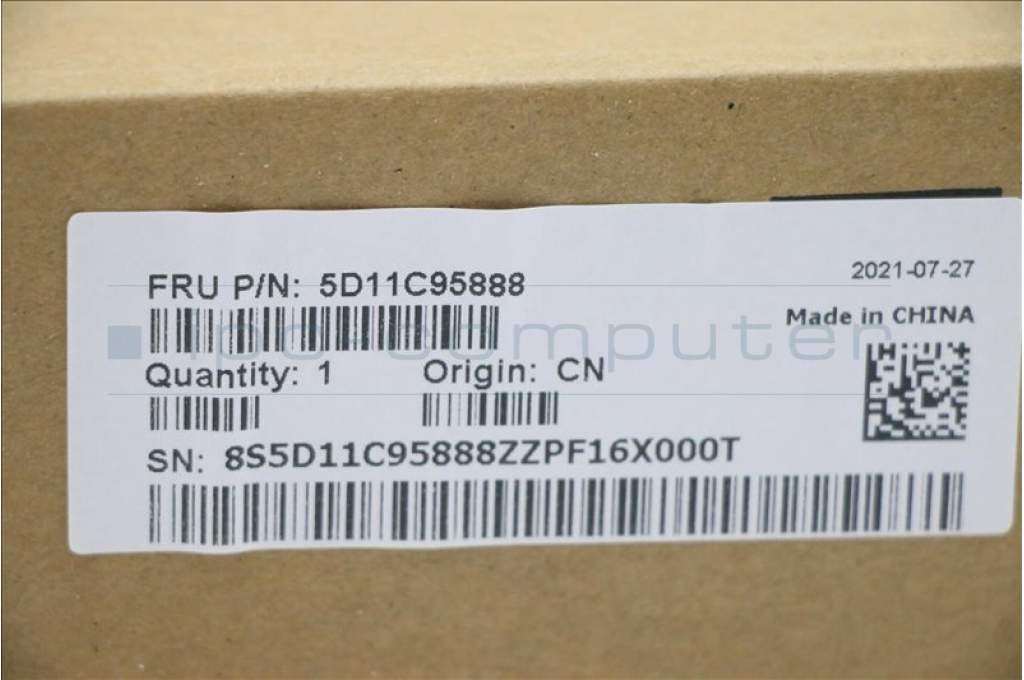 2021-07-27
FRU P/N: 5D11C95888
Made in CHINA
ipc-computer
Quantity: 1 Origin: CN
SN: 8S5D11C95888ZZPF16X000T